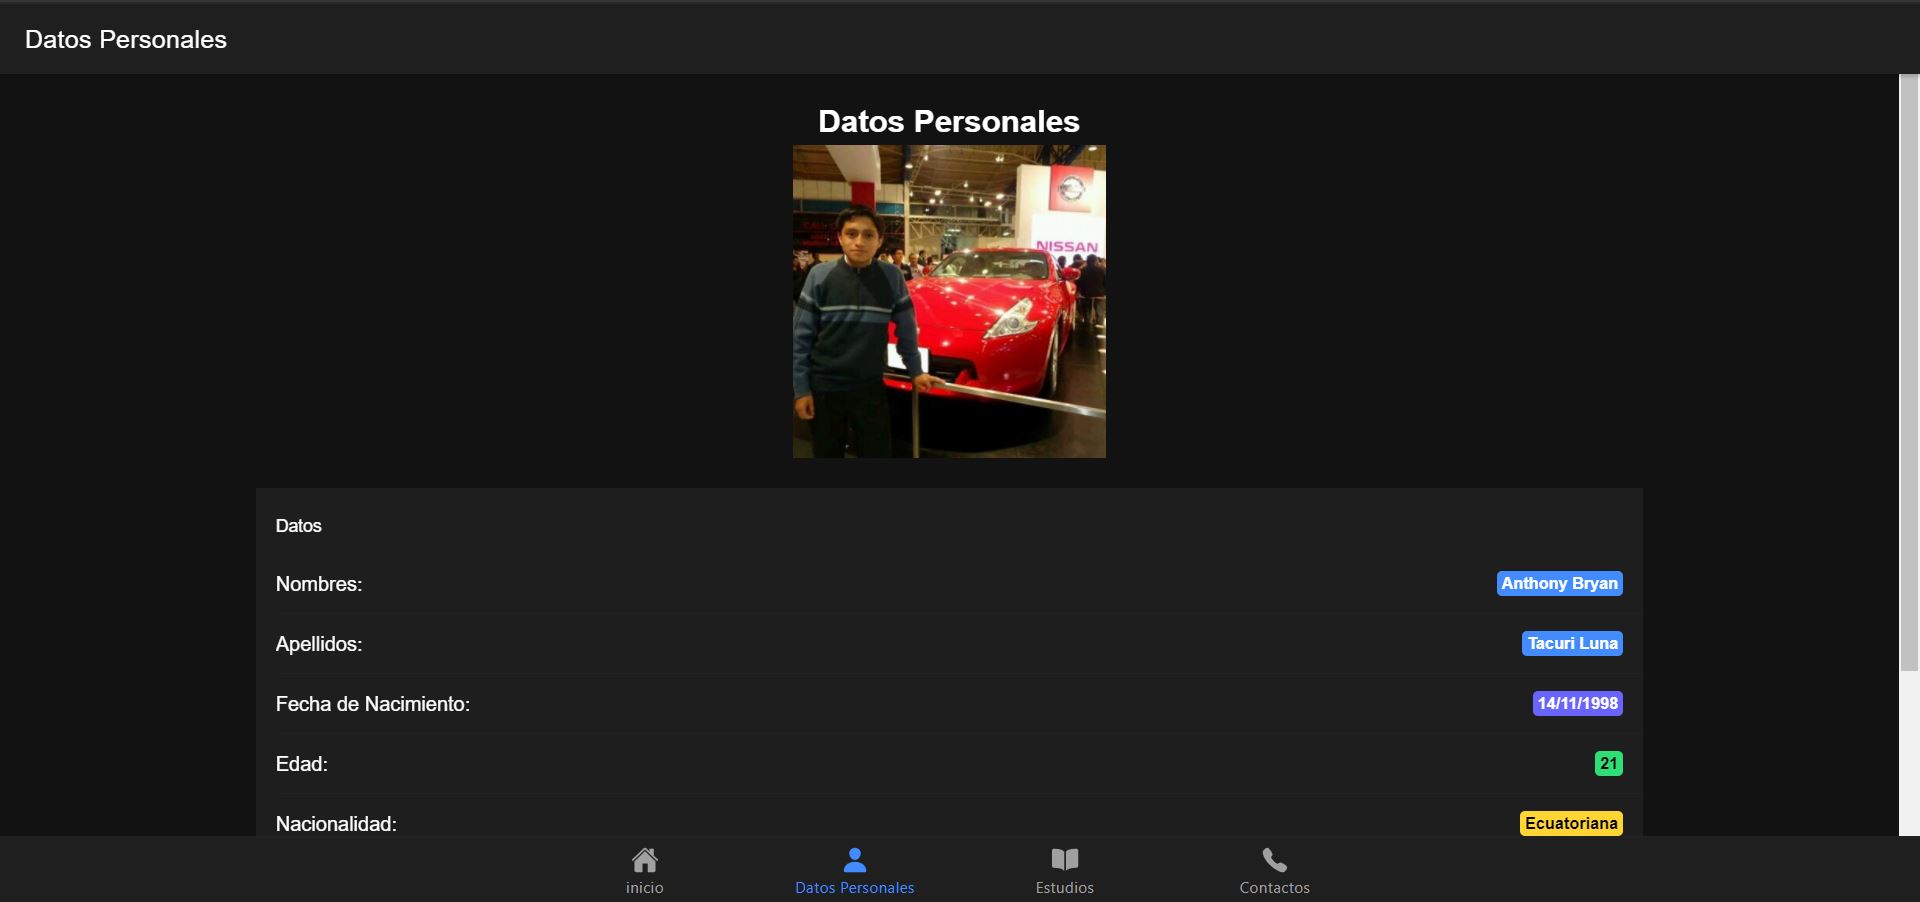 Datos Personales
Datos Personales
NISSAN
Datos
Nombres: Anthony Bryan
Apellidos: Tacuri Luna
Fecha de Nacimiento: 14/11/1998
Edad: 21
Nacionalidad: Ecuatoriana
inicio Datos Personales Estudios Contactos